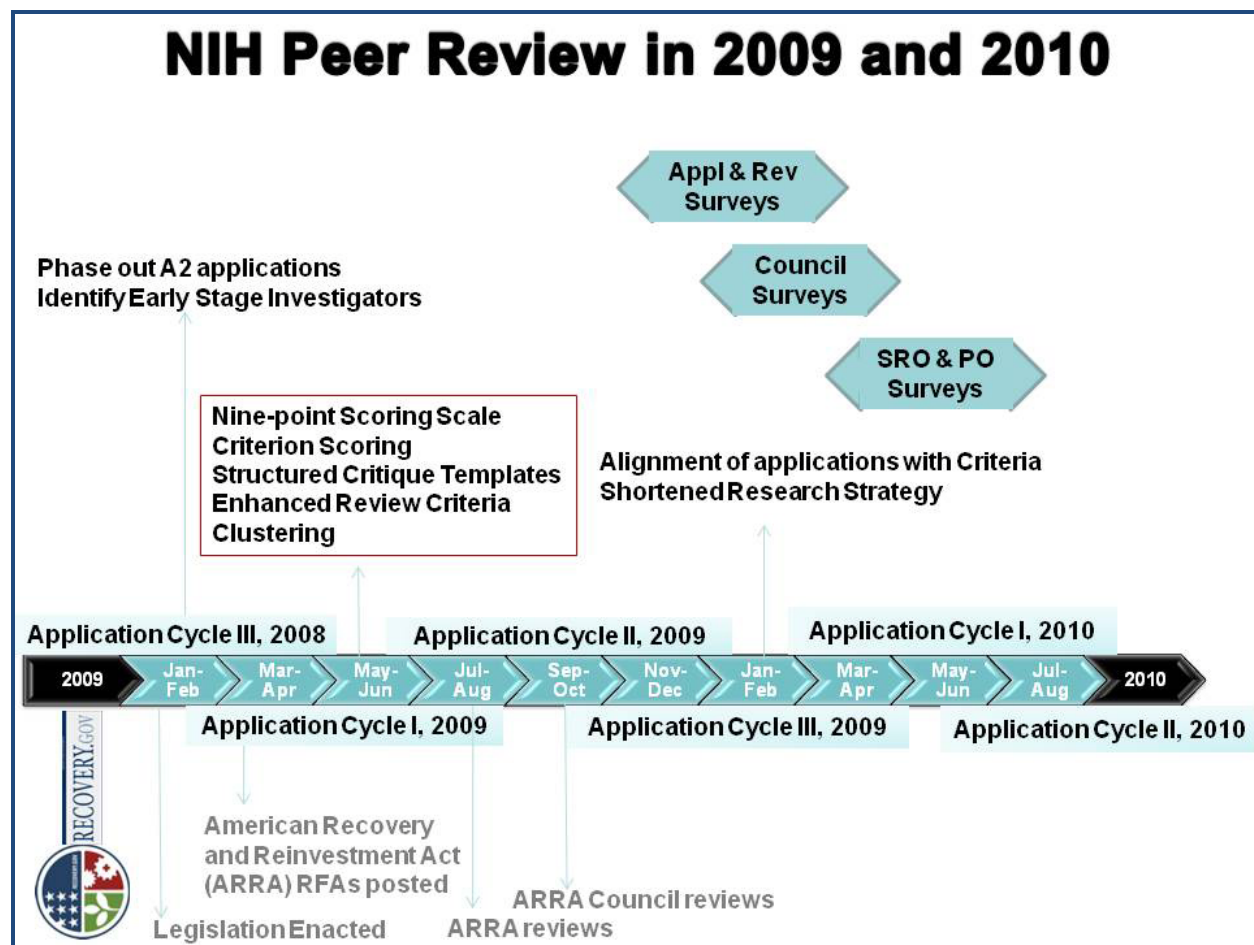 NIH Peer Review in 2009 and 2010
Appl & Rev
Surveys
Council
Surveys
SRO & PO
Surveys
Phase out A2 applications
Identify Early Stage Investigators
Nine-point Scoring Scale
Criterion Scoring
Structured Critique Templates
Enhanced Review Criteria
Clustering
Alignment of applications with Criteria
Shortened Research Strategy
Application Cycle III, 2008
Application Cycle II, 2009
Application Cycle I, 2010
2009
Jan-
Feb
Mar-
Apr
May-
Jun
Jul-
Aug
Sep-
Oct
Nov-
Dec
Jan-
Feb
Mar-
Apr
May-
Jun
Jul-
Aug
2010
Application Cycle I, 2009
Application Cycle III, 2009
Application Cycle II, 2010
RECOVERY.GOV
American Recovery
and Reinvestment Act
(ARRA) RFAs posted
ARRA Council reviews
ARRA reviews
Legislation Enacted